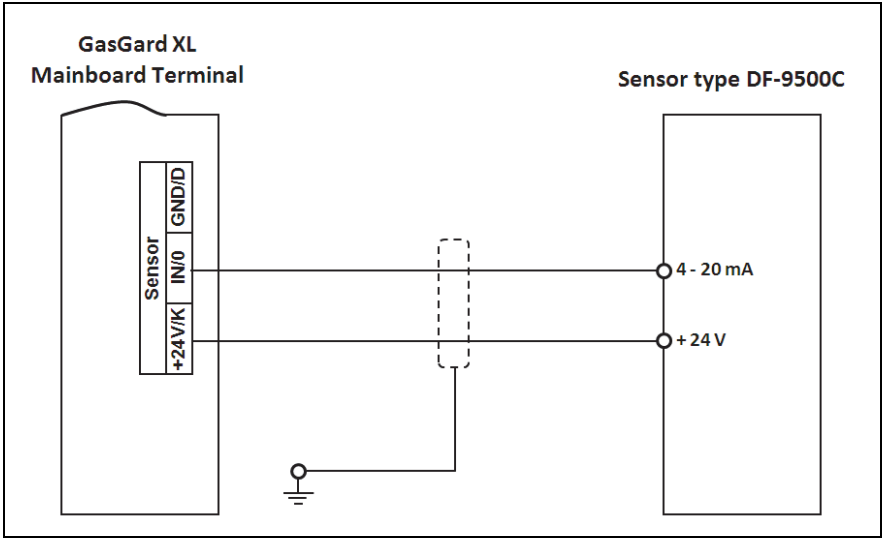 GasGard XL
Mainboard Terminal
Sensor type DF-9500C
Sensor
GND/D
IN/0
+24V/K
4 - 20 mA
+ 24 V